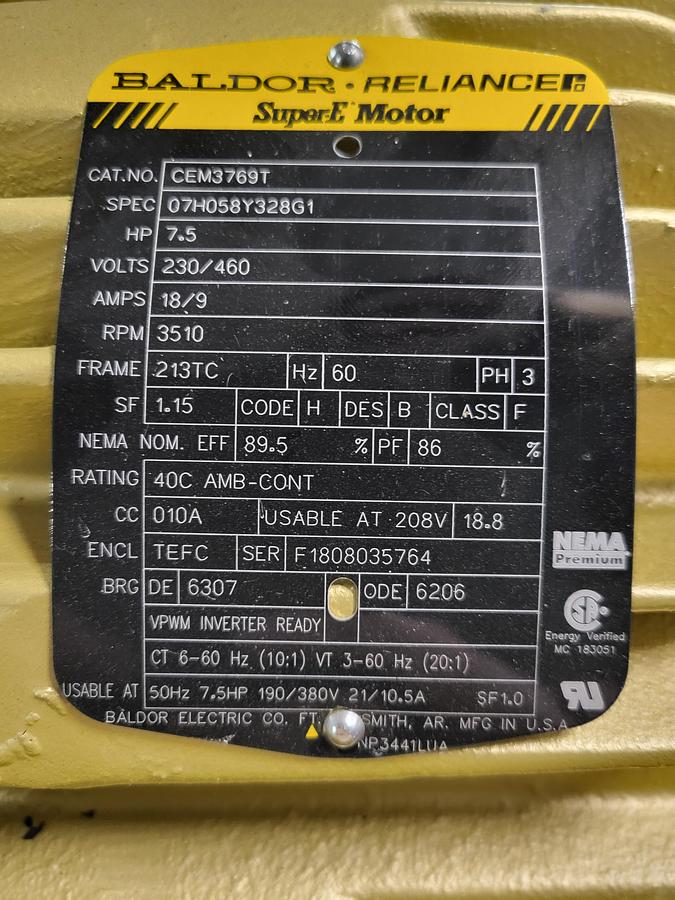 BALDOR · RELIANCE
Super-E Motor
CAT.NO. CEM3769T
SPEC 07H058Y328G1
HP 7.5
VOLTS 230/460
AMPS 18/9
RPM 3510
FRAME 213TC Hz 60 PH 3
SF 1.15 CODE H DES B CLASS F
NEMA NOM. EFF 89.5 % PF 86 %
RATING 40C AMB-CONT
CC 010A USABLE AT 208V 18.8
ENCL TEFC SER F1808035764
BRG DE 6307 ODE 6206
VPWM INVERTER READY
CT 6-60 Hz (10:1) VT 3-60 Hz (20:1)
USABLE AT 50Hz 7.5HP 190/380V 21/10.5A SF1.0
BALDOR ELECTRIC CO. FT. SMITH, AR. MFG IN U.S.A.
NP3441LUA
NEMA
Premium
Energy Verified
MC 183051